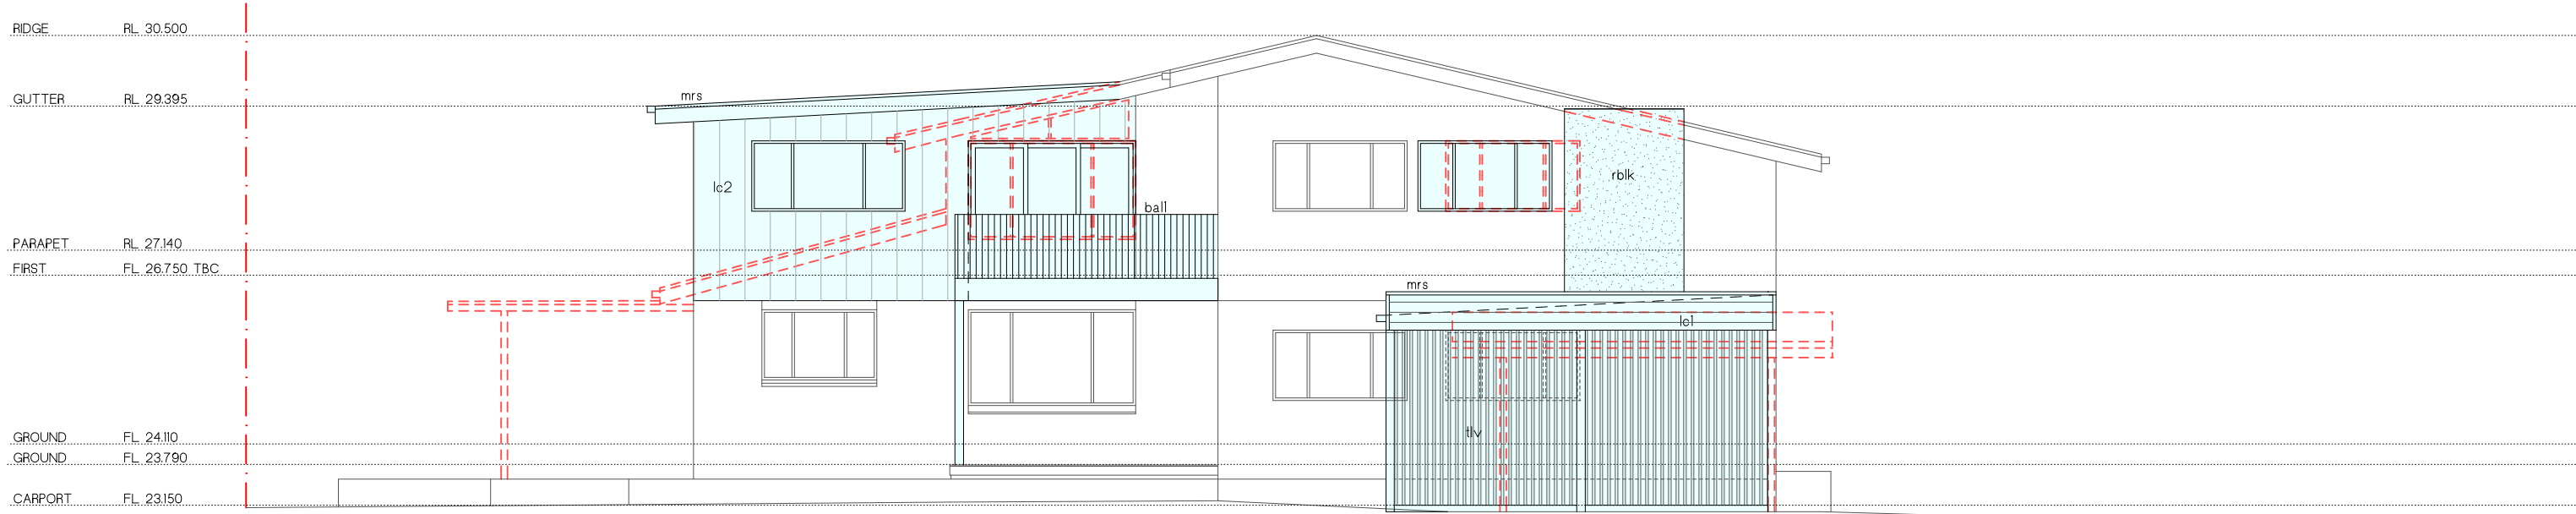 RIDGE RL 30.500
GUTTER RL 29.395
mrs
lc2
rblk
ball
PARAPET RL 27.140
FIRST FL 26.750 TBC
mrs
lc1
tlv
GROUND FL 24.110
GROUND FL 23.790
CARPORT FL 23.150